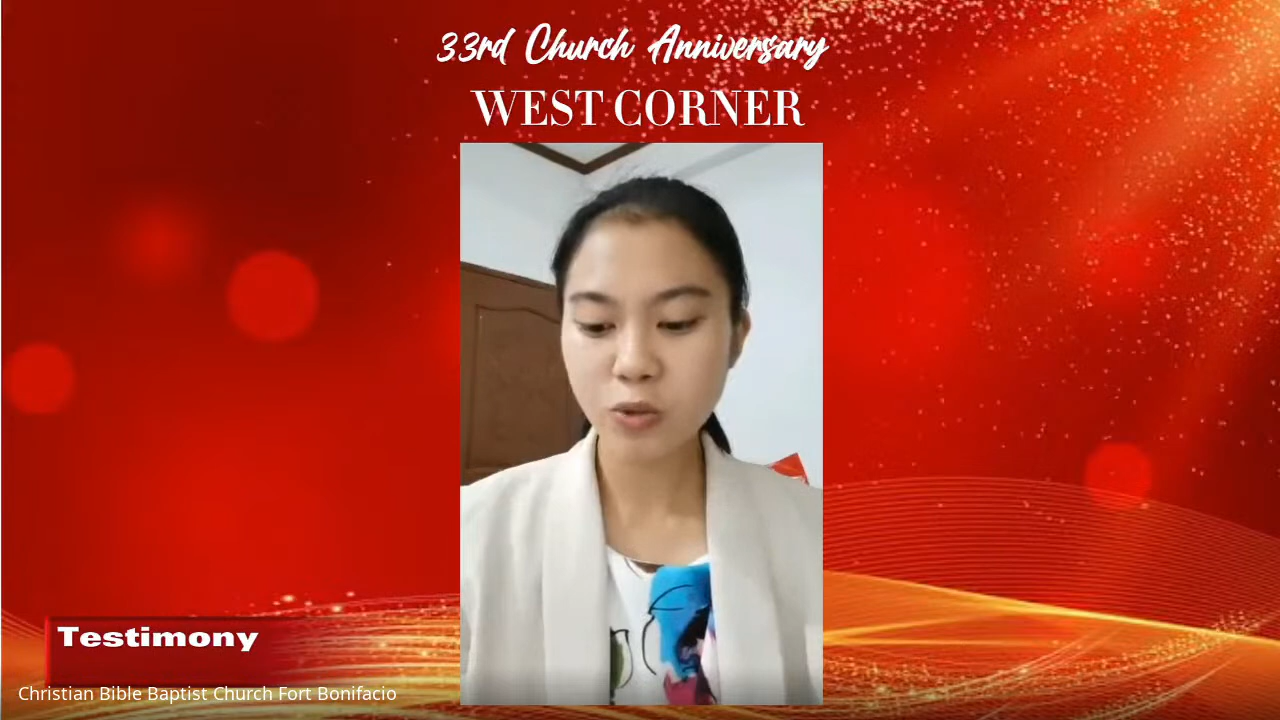 33rd Church Anniversary
WEST CORNER
Testimony
Christian Bible Baptist Church Fort Bonifacio